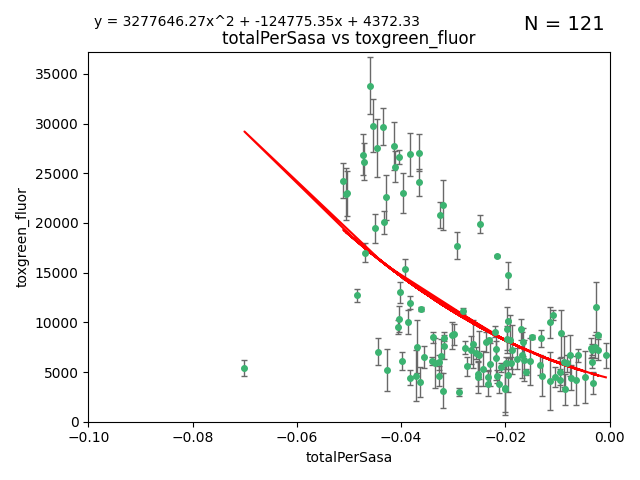 y = 3277646.27x^2 + -124775.35x + 4372.33
N = 121
totalPerSasa vs toxgreen_fluor
toxgreen_fluor
35000
30000
25000
20000
15000
10000
5000
0
−0.10
−0.08
−0.06
−0.04
−0.02
0.00
totalPerSasa